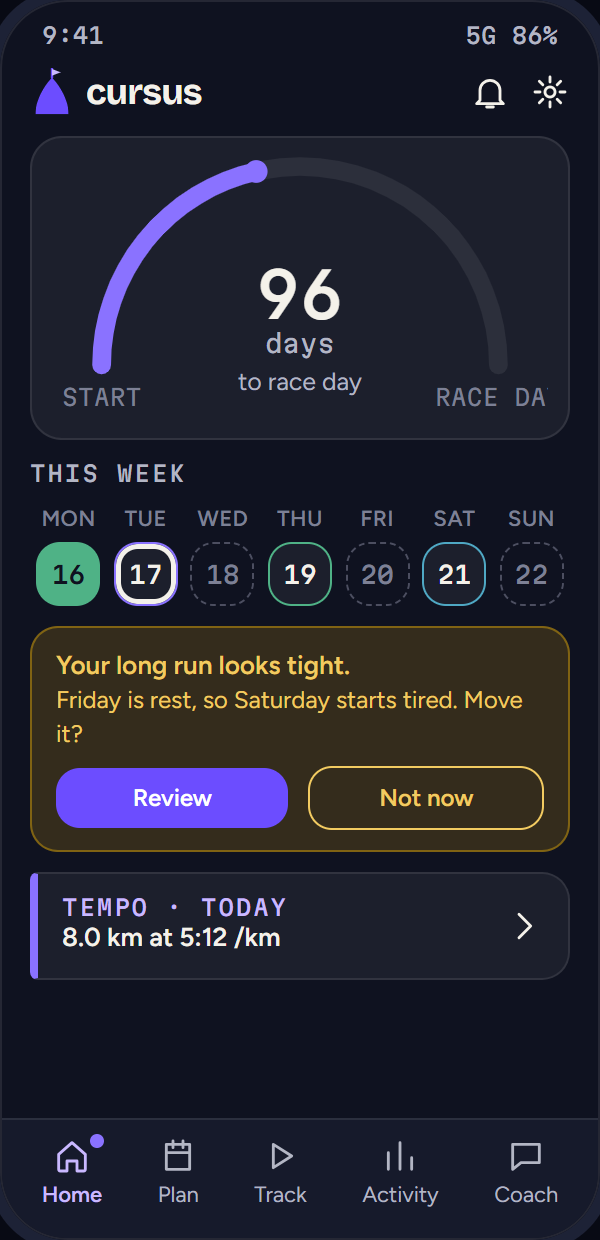 9:41 5G 86%
cursus
96
days
to race day
START RACE DA
THIS WEEK
MON TUE WED THU FRI SAT SUN
16 17 18 19 20 21 22
Your long run looks tight.
Friday is rest, so Saturday starts tired. Move
it?
Review Not now
TEMPO · TODAY
8.0 km at 5:12 /km
Home Plan Track Activity Coach